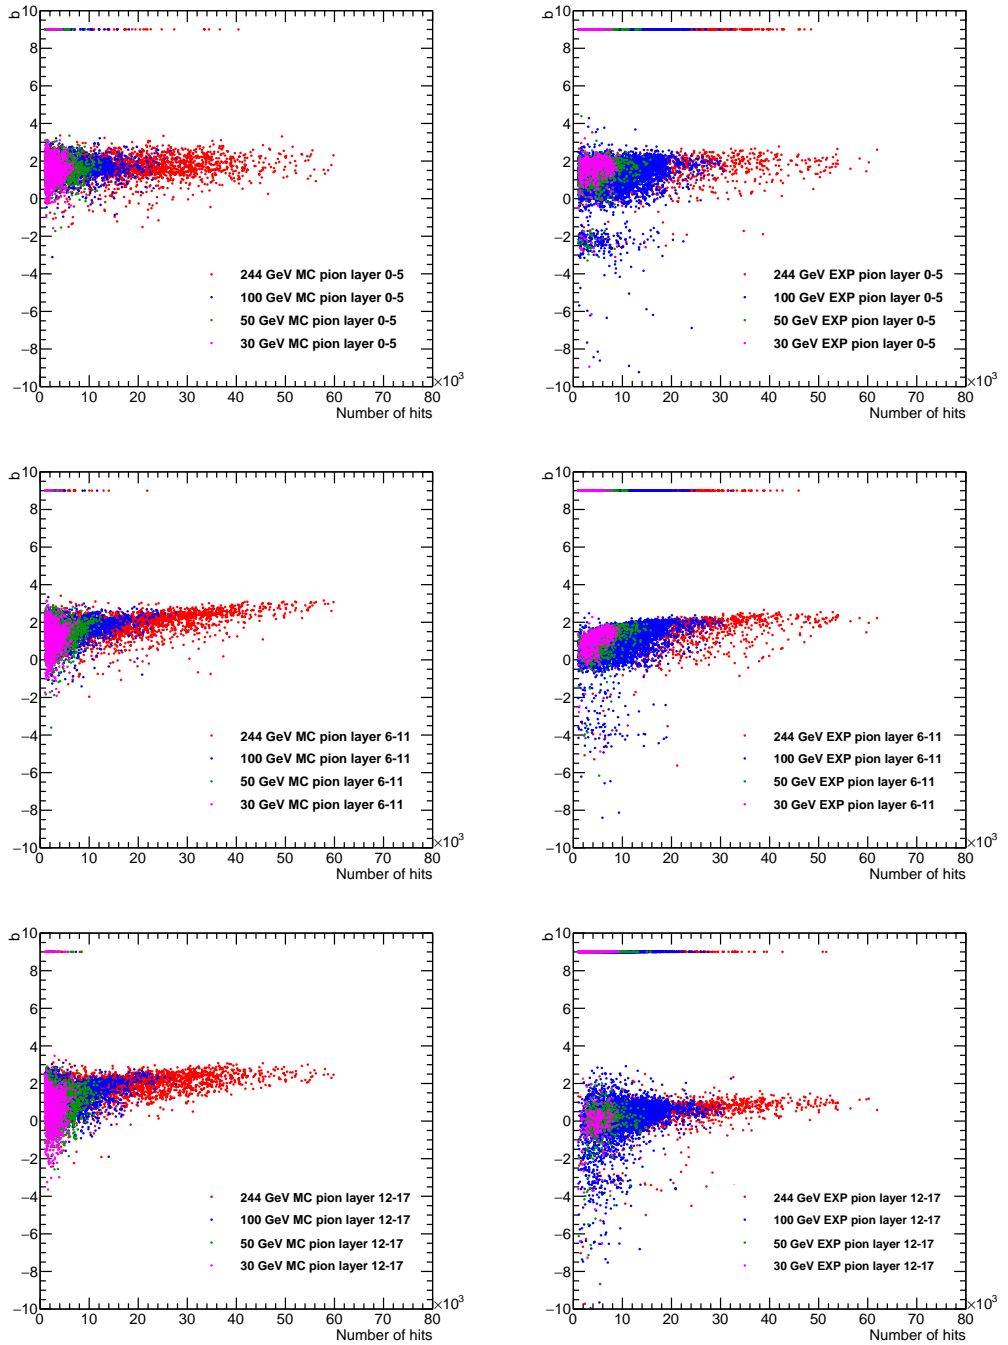 b
10
8
6
4
2
0
−2
−4
−6
−8
−10
244 GeV MC pion layer 0-5
100 GeV MC pion layer 0-5
50 GeV MC pion layer 0-5
30 GeV MC pion layer 0-5
0 10 20 30 40 50 60 70 80
×10³
Number of hits
b
10
8
6
4
2
0
−2
−4
−6
−8
−10
244 GeV EXP pion layer 0-5
100 GeV EXP pion layer 0-5
50 GeV EXP pion layer 0-5
30 GeV EXP pion layer 0-5
0 10 20 30 40 50 60 70 80
×10³
Number of hits
b
10
8
6
4
2
0
−2
−4
−6
−8
−10
244 GeV MC pion layer 6-11
100 GeV MC pion layer 6-11
50 GeV MC pion layer 6-11
30 GeV MC pion layer 6-11
0 10 20 30 40 50 60 70 80
×10³
Number of hits
b
10
8
6
4
2
0
−2
−4
−6
−8
−10
244 GeV EXP pion layer 6-11
100 GeV EXP pion layer 6-11
50 GeV EXP pion layer 6-11
30 GeV EXP pion layer 6-11
0 10 20 30 40 50 60 70 80
×10³
Number of hits
b
10
8
6
4
2
0
−2
−4
−6
−8
−10
244 GeV MC pion layer 12-17
100 GeV MC pion layer 12-17
50 GeV MC pion layer 12-17
30 GeV MC pion layer 12-17
0 10 20 30 40 50 60 70 80
×10³
Number of hits
b
10
8
6
4
2
0
−2
−4
−6
−8
−10
244 GeV EXP pion layer 12-17
100 GeV EXP pion layer 12-17
50 GeV EXP pion layer 12-17
30 GeV EXP pion layer 12-17
0 10 20 30 40 50 60 70 80
×10³
Number of hits